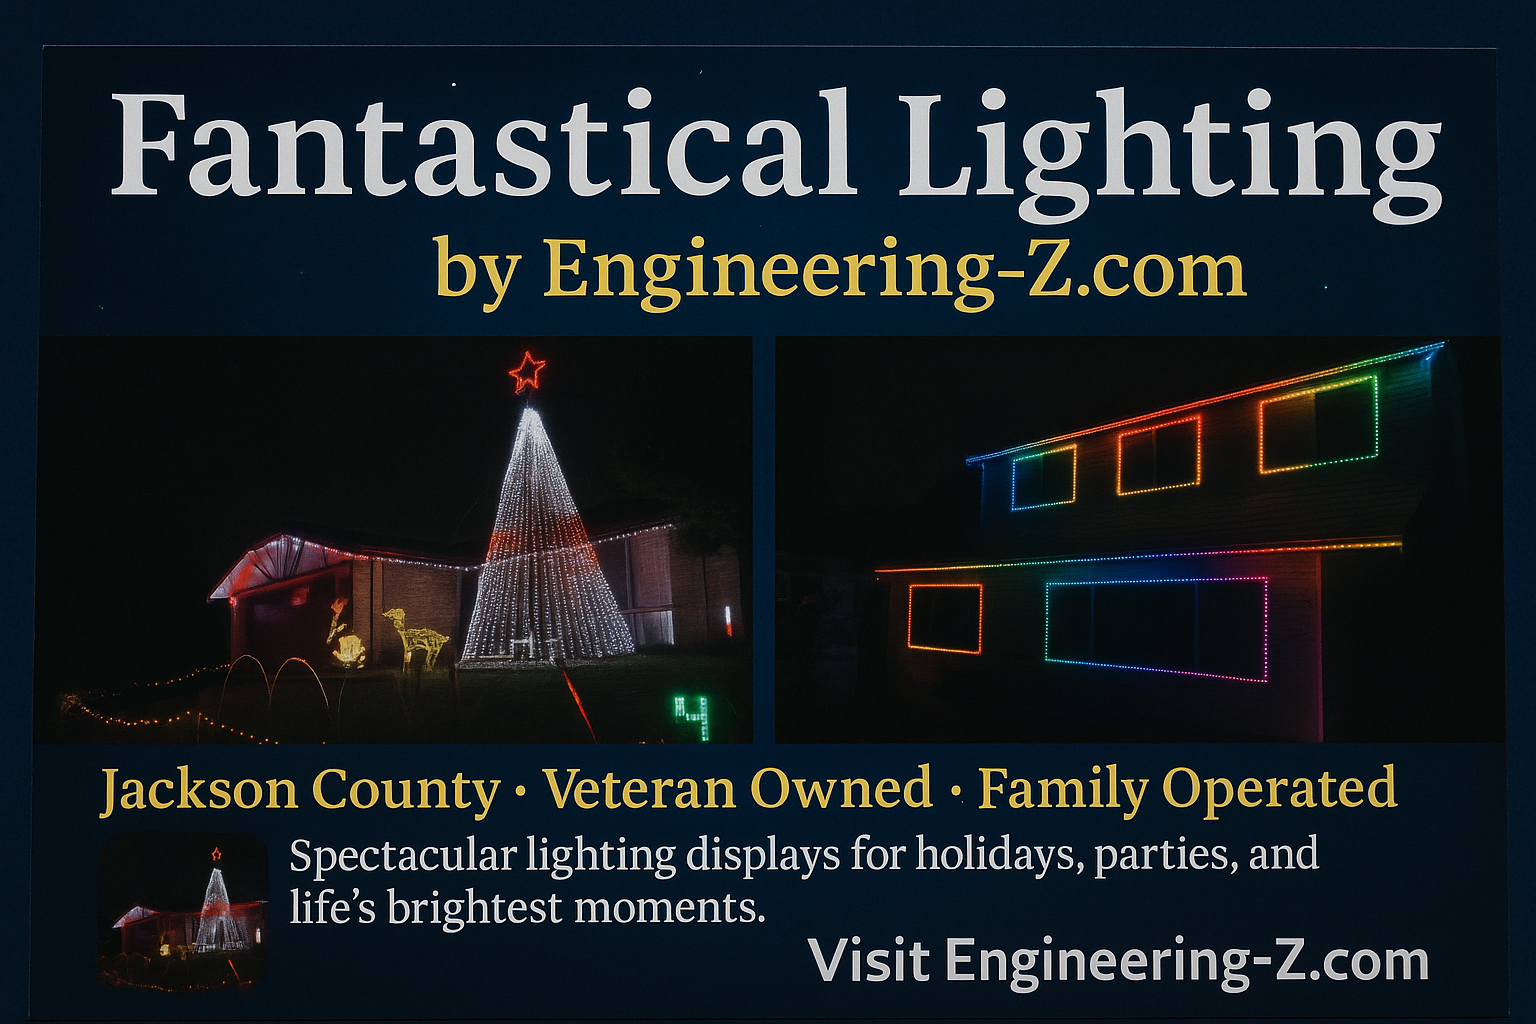 Fantastical Lighting
by Engineering-Z.com
4
Jackson County · Veteran Owned · Family Operated
Spectacular lighting displays for holidays, parties, and
life’s brightest moments.
Visit Engineering-Z.com